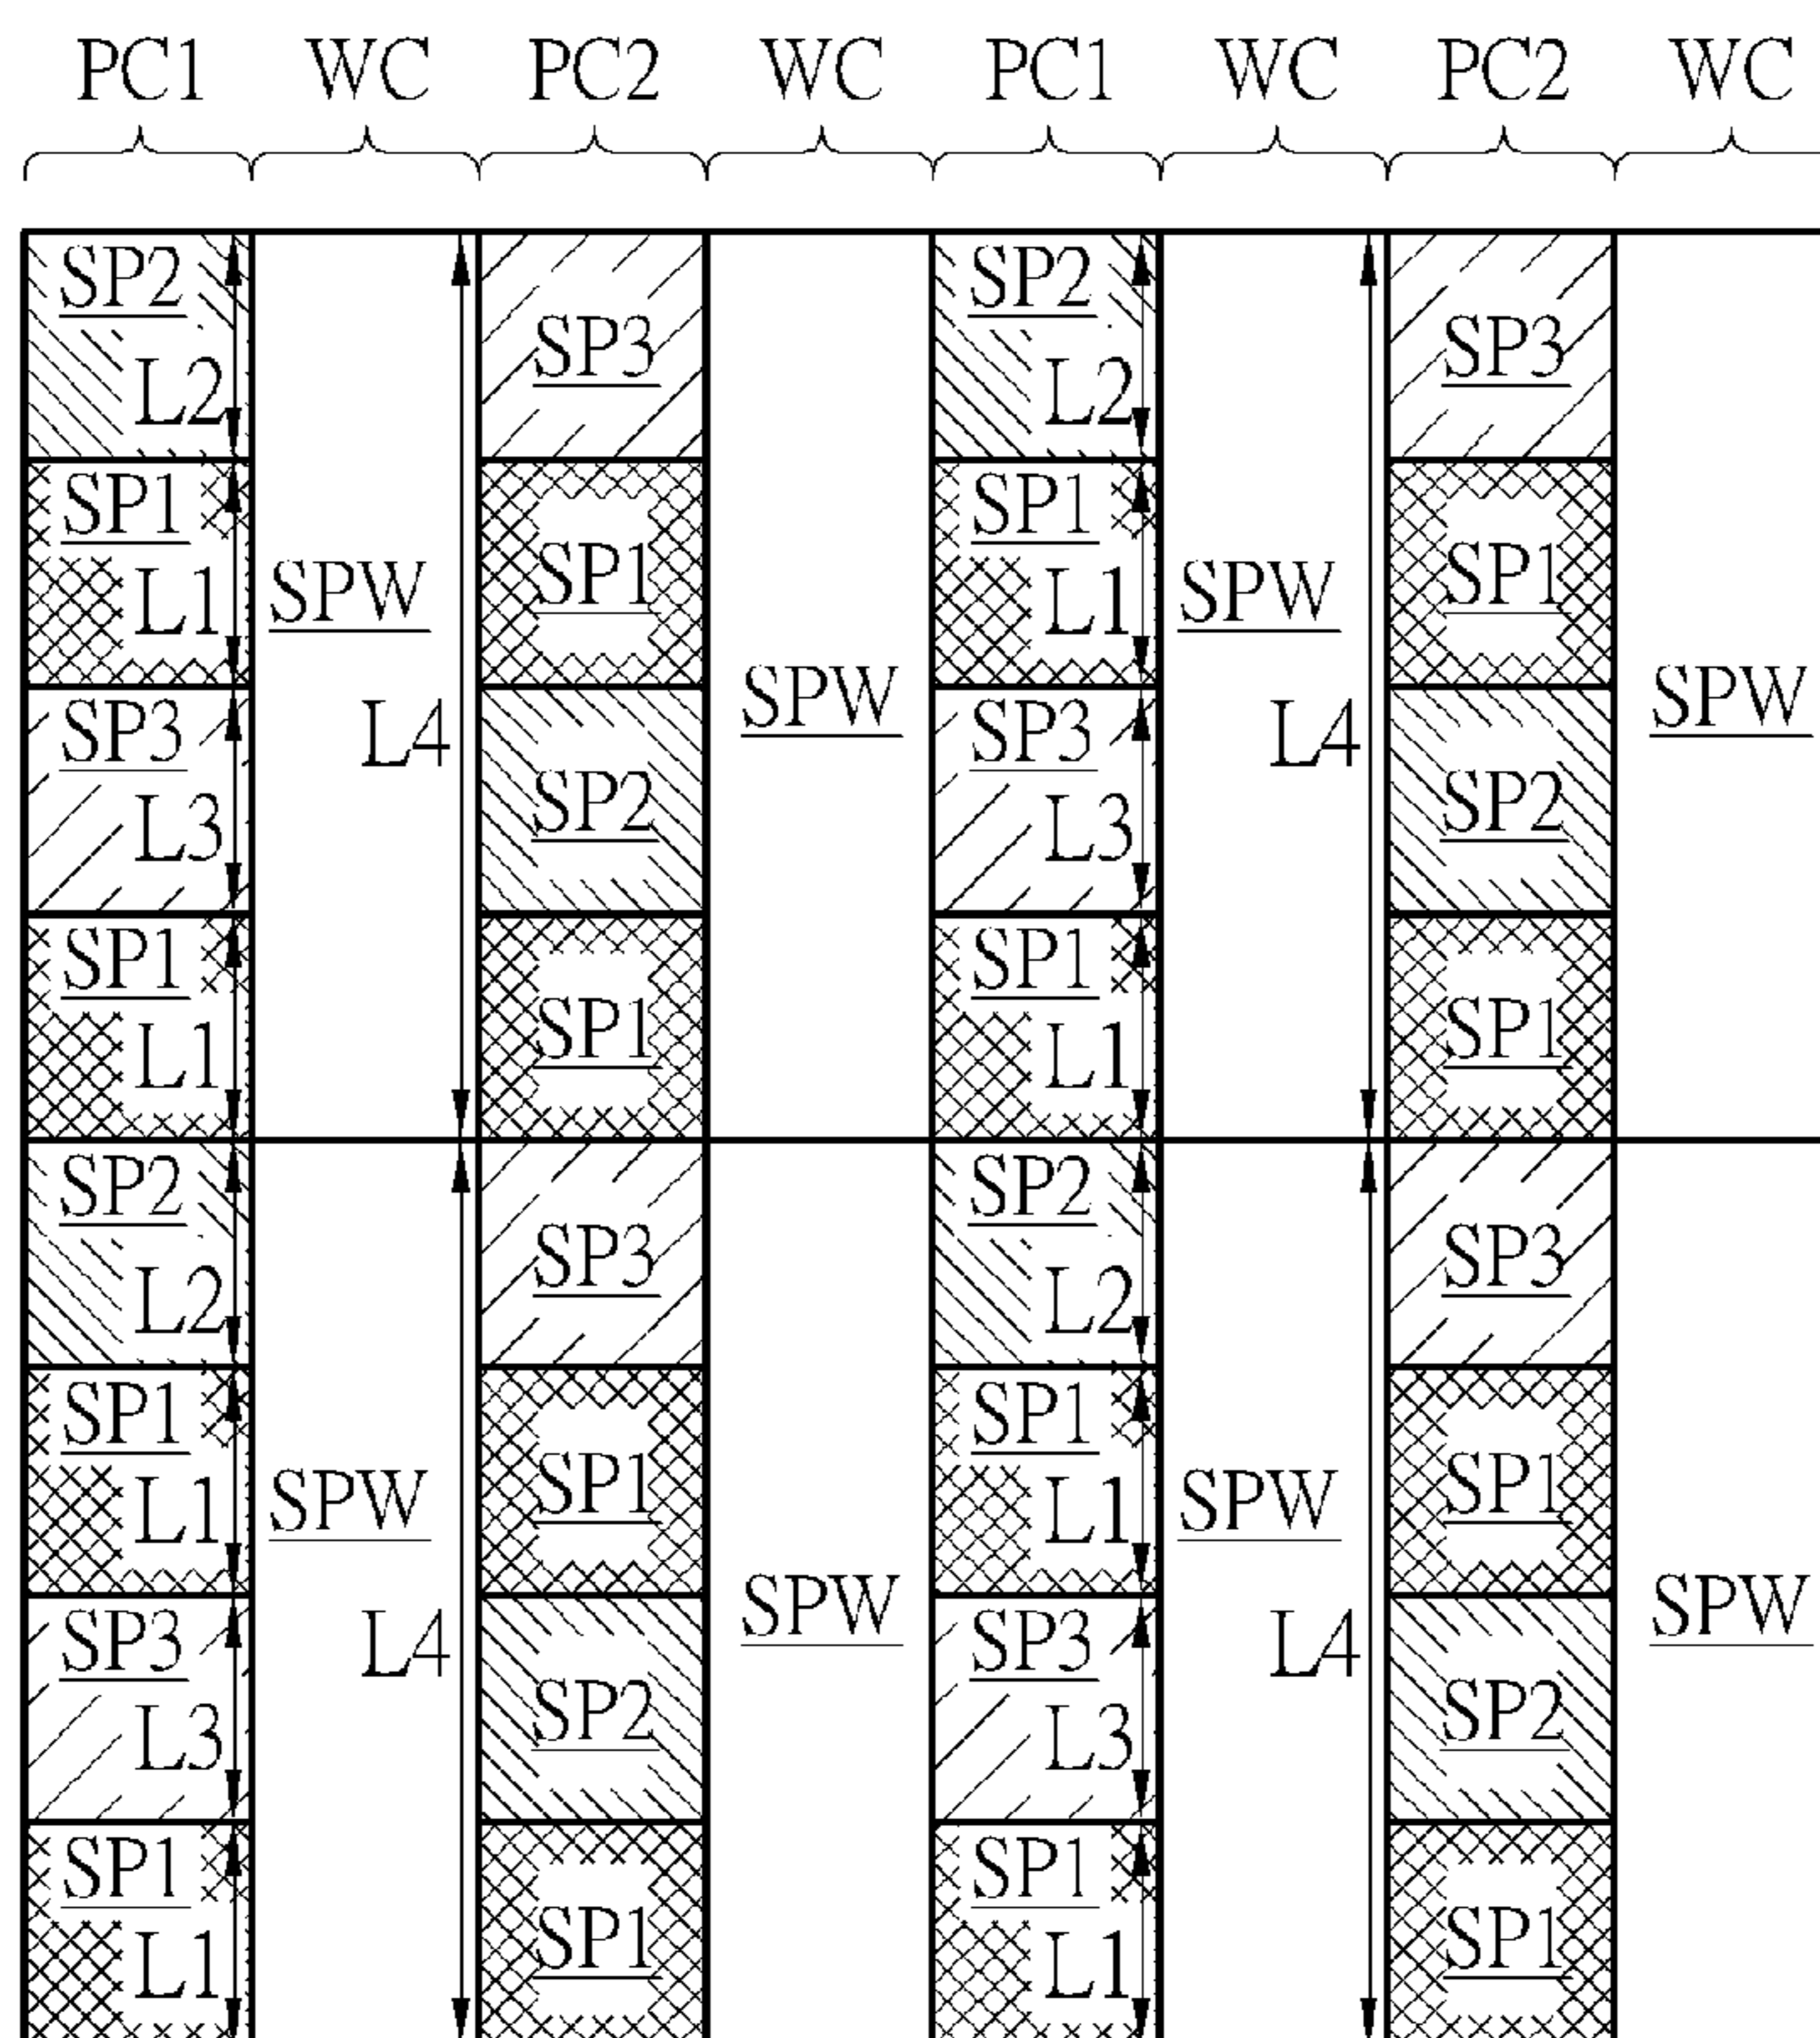 PC1 WC PC2 WC PC1 WC PC2 WC
SP2 SP2
SP3 SP3
L2 L2
SP1 SP1
SPW SP1 SPW SP1
L1 L1
SPW SPW
SP3 SP3
L4 L4
L3 SP2 L3 SP2
SP1 SP1
L1 SP1 L1 SP1
SP2 SP2
SP3 SP3
L2 L2
SP1 SP1
L1 SPW SP1 L1 SPW SP1
SPW SPW
SP3 L4 SP3 L4
L3 SP2 L3 SP2
SP1 SP1
L1 SP1 L1 SP1